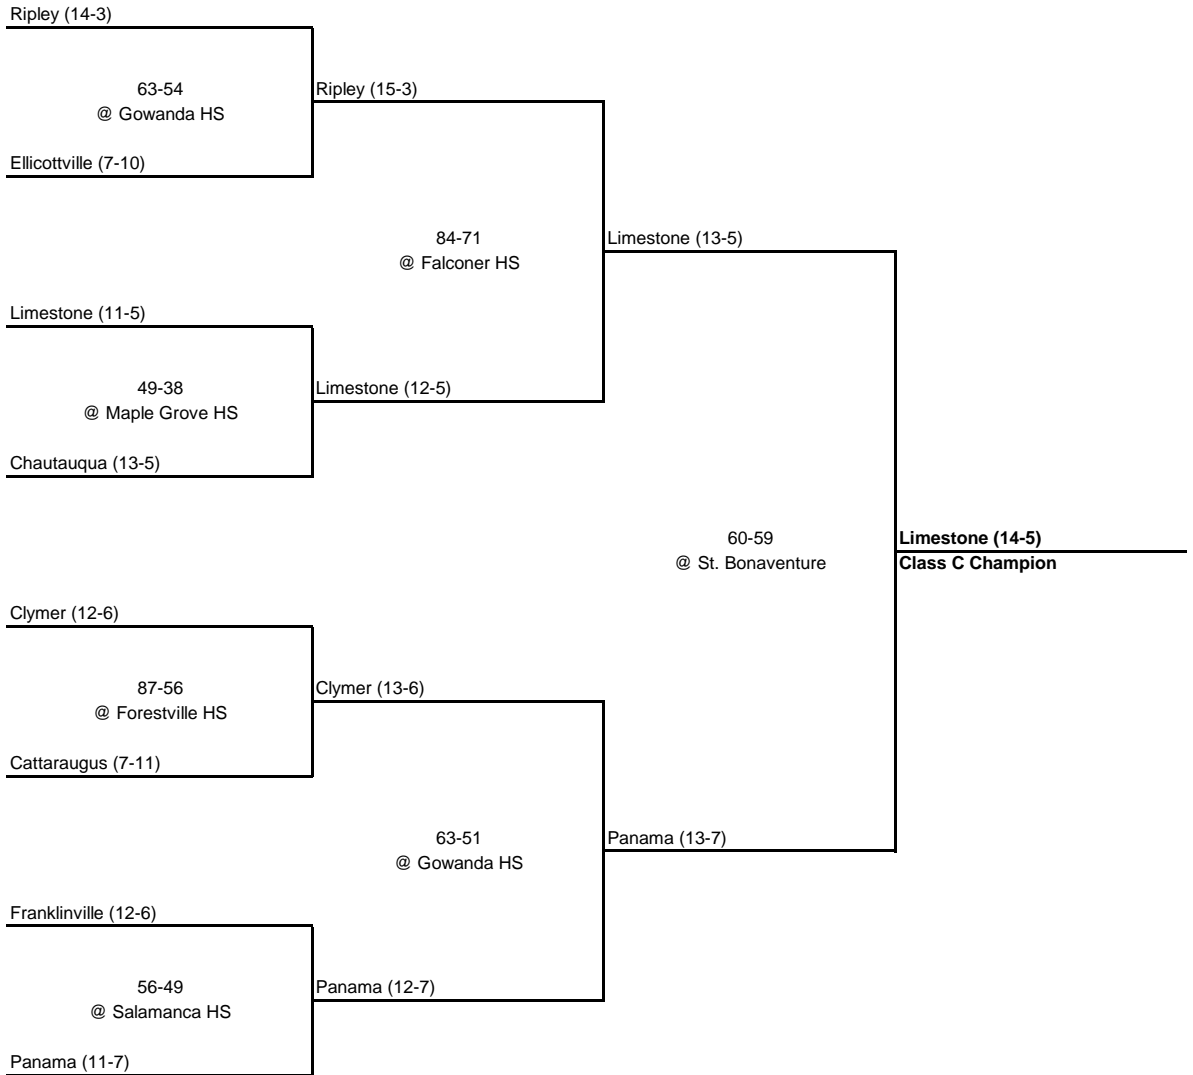 Ripley (14-3)
63-54
@ Gowanda HS
Ripley (15-3)
Ellicottville (7-10)
84-71
@ Falconer HS
Limestone (13-5)
Limestone (11-5)
49-38
@ Maple Grove HS
Limestone (12-5)
Chautauqua (13-5)
60-59
@ St. Bonaventure
Limestone (14-5)
Class C Champion
Clymer (12-6)
87-56
@ Forestville HS
Clymer (13-6)
Cattaraugus (7-11)
63-51
@ Gowanda HS
Panama (13-7)
Franklinville (12-6)
56-49
@ Salamanca HS
Panama (12-7)
Panama (11-7)